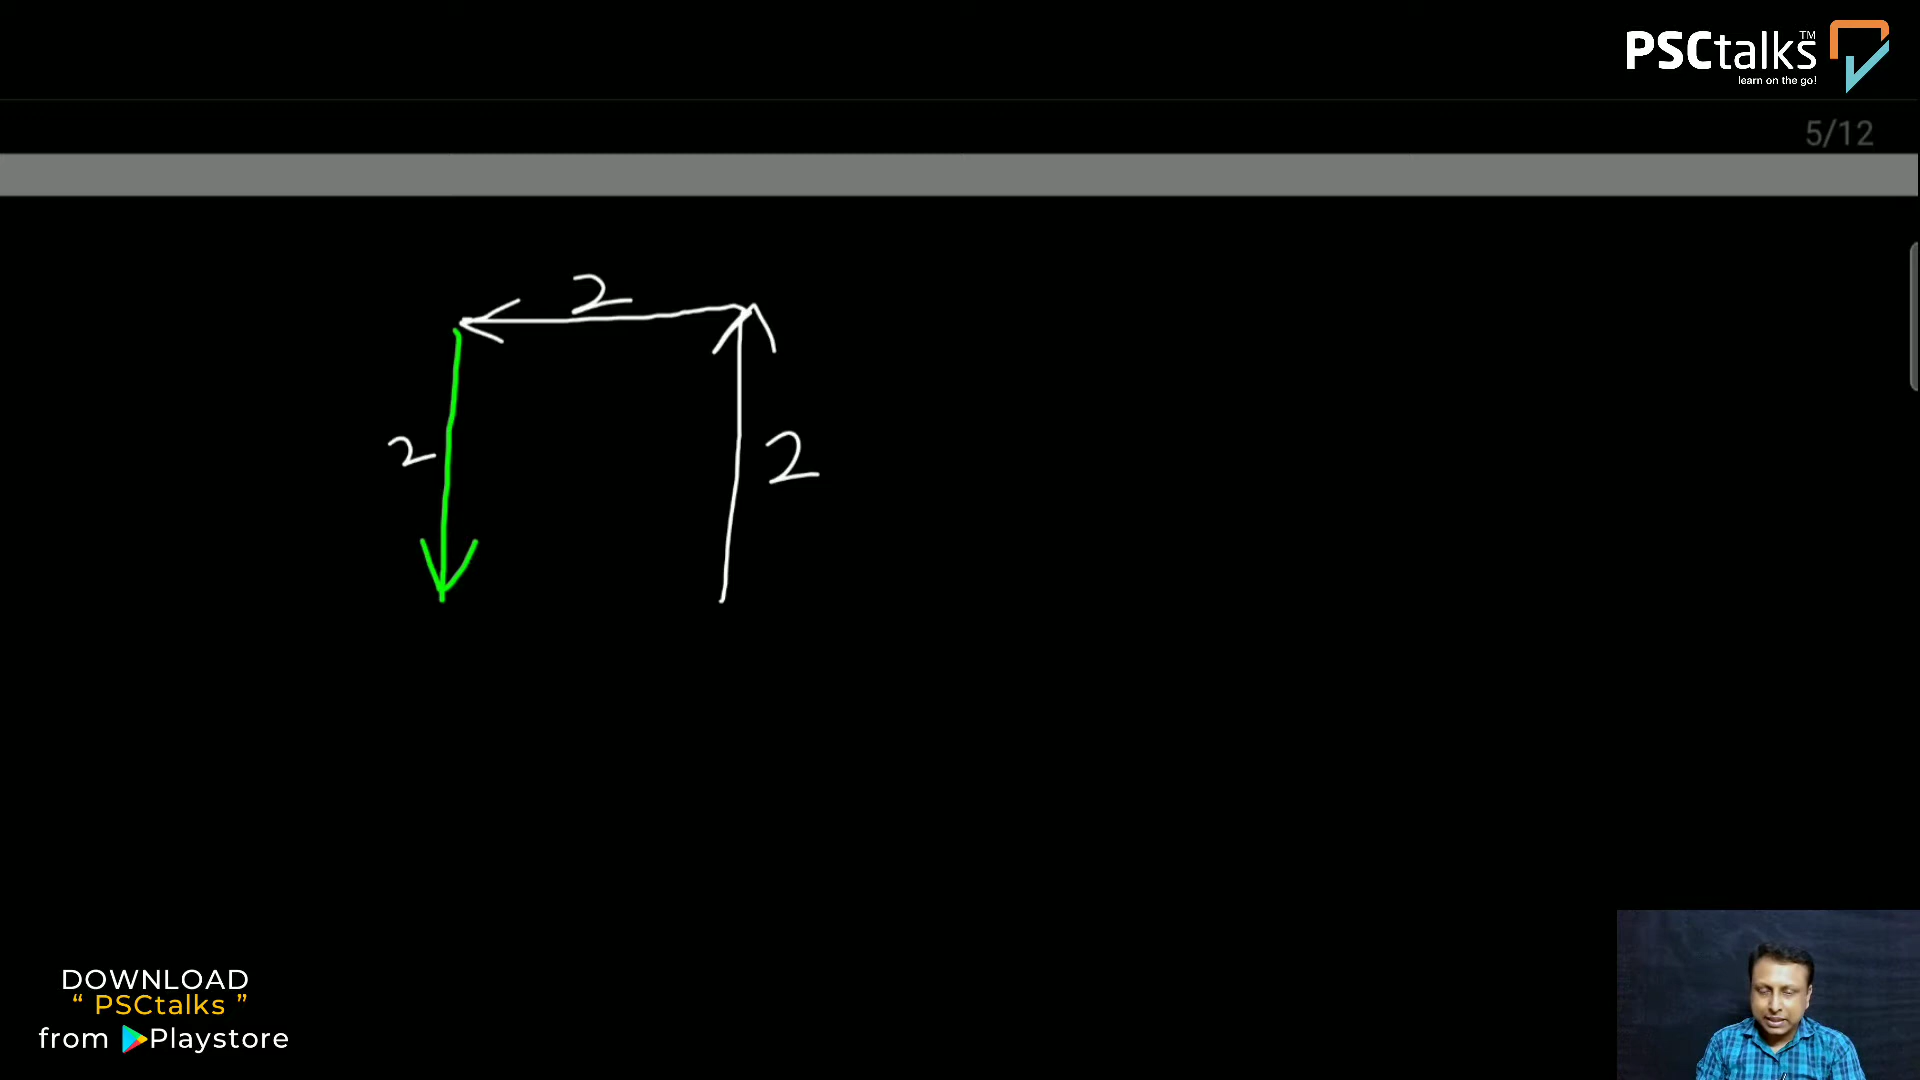 PSCtalks™
learn on the go!
5/12
2
2
2
DOWNLOAD
“ PSCtalks ”
from Playstore